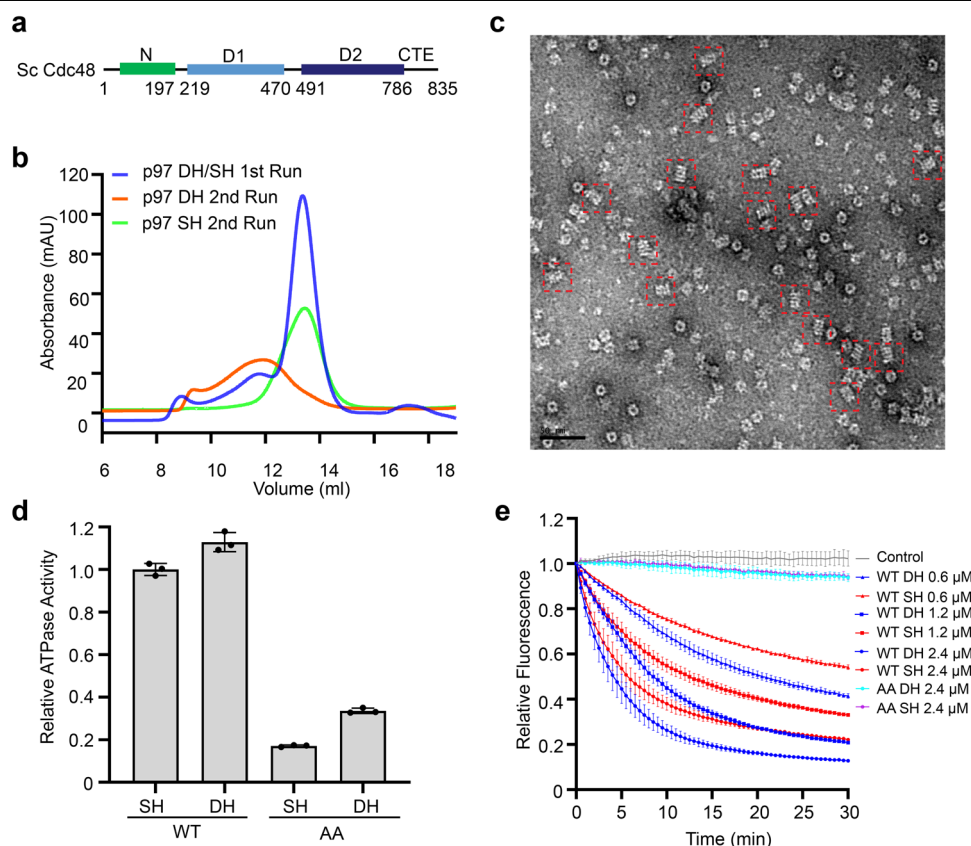 a
N D1 D2 CTE
Sc Cdc48
1 197 219 470 491 786 835
b
p97 DH/SH 1st Run
p97 DH 2nd Run
p97 SH 2nd Run
Absorbance (mAU)
120
100
80
60
40
20
0
6 8 10 12 14 16 18
Volume (ml)
c
d
Relative ATPase Activity
1.2
1.0
0.8
0.6
0.4
0.2
0
SH DH SH DH
WT AA
e
Relative Fluorescence
1.2
1.0
0.8
0.6
0.4
0.2
0
0 5 10 15 20 25 30
Time (min)
Control
WT DH 0.6 μM
WT SH 0.6 μM
WT DH 1.2 μM
WT SH 1.2 μM
WT DH 2.4 μM
WT SH 2.4 μM
AA DH 2.4 μM
AA SH 2.4 μM